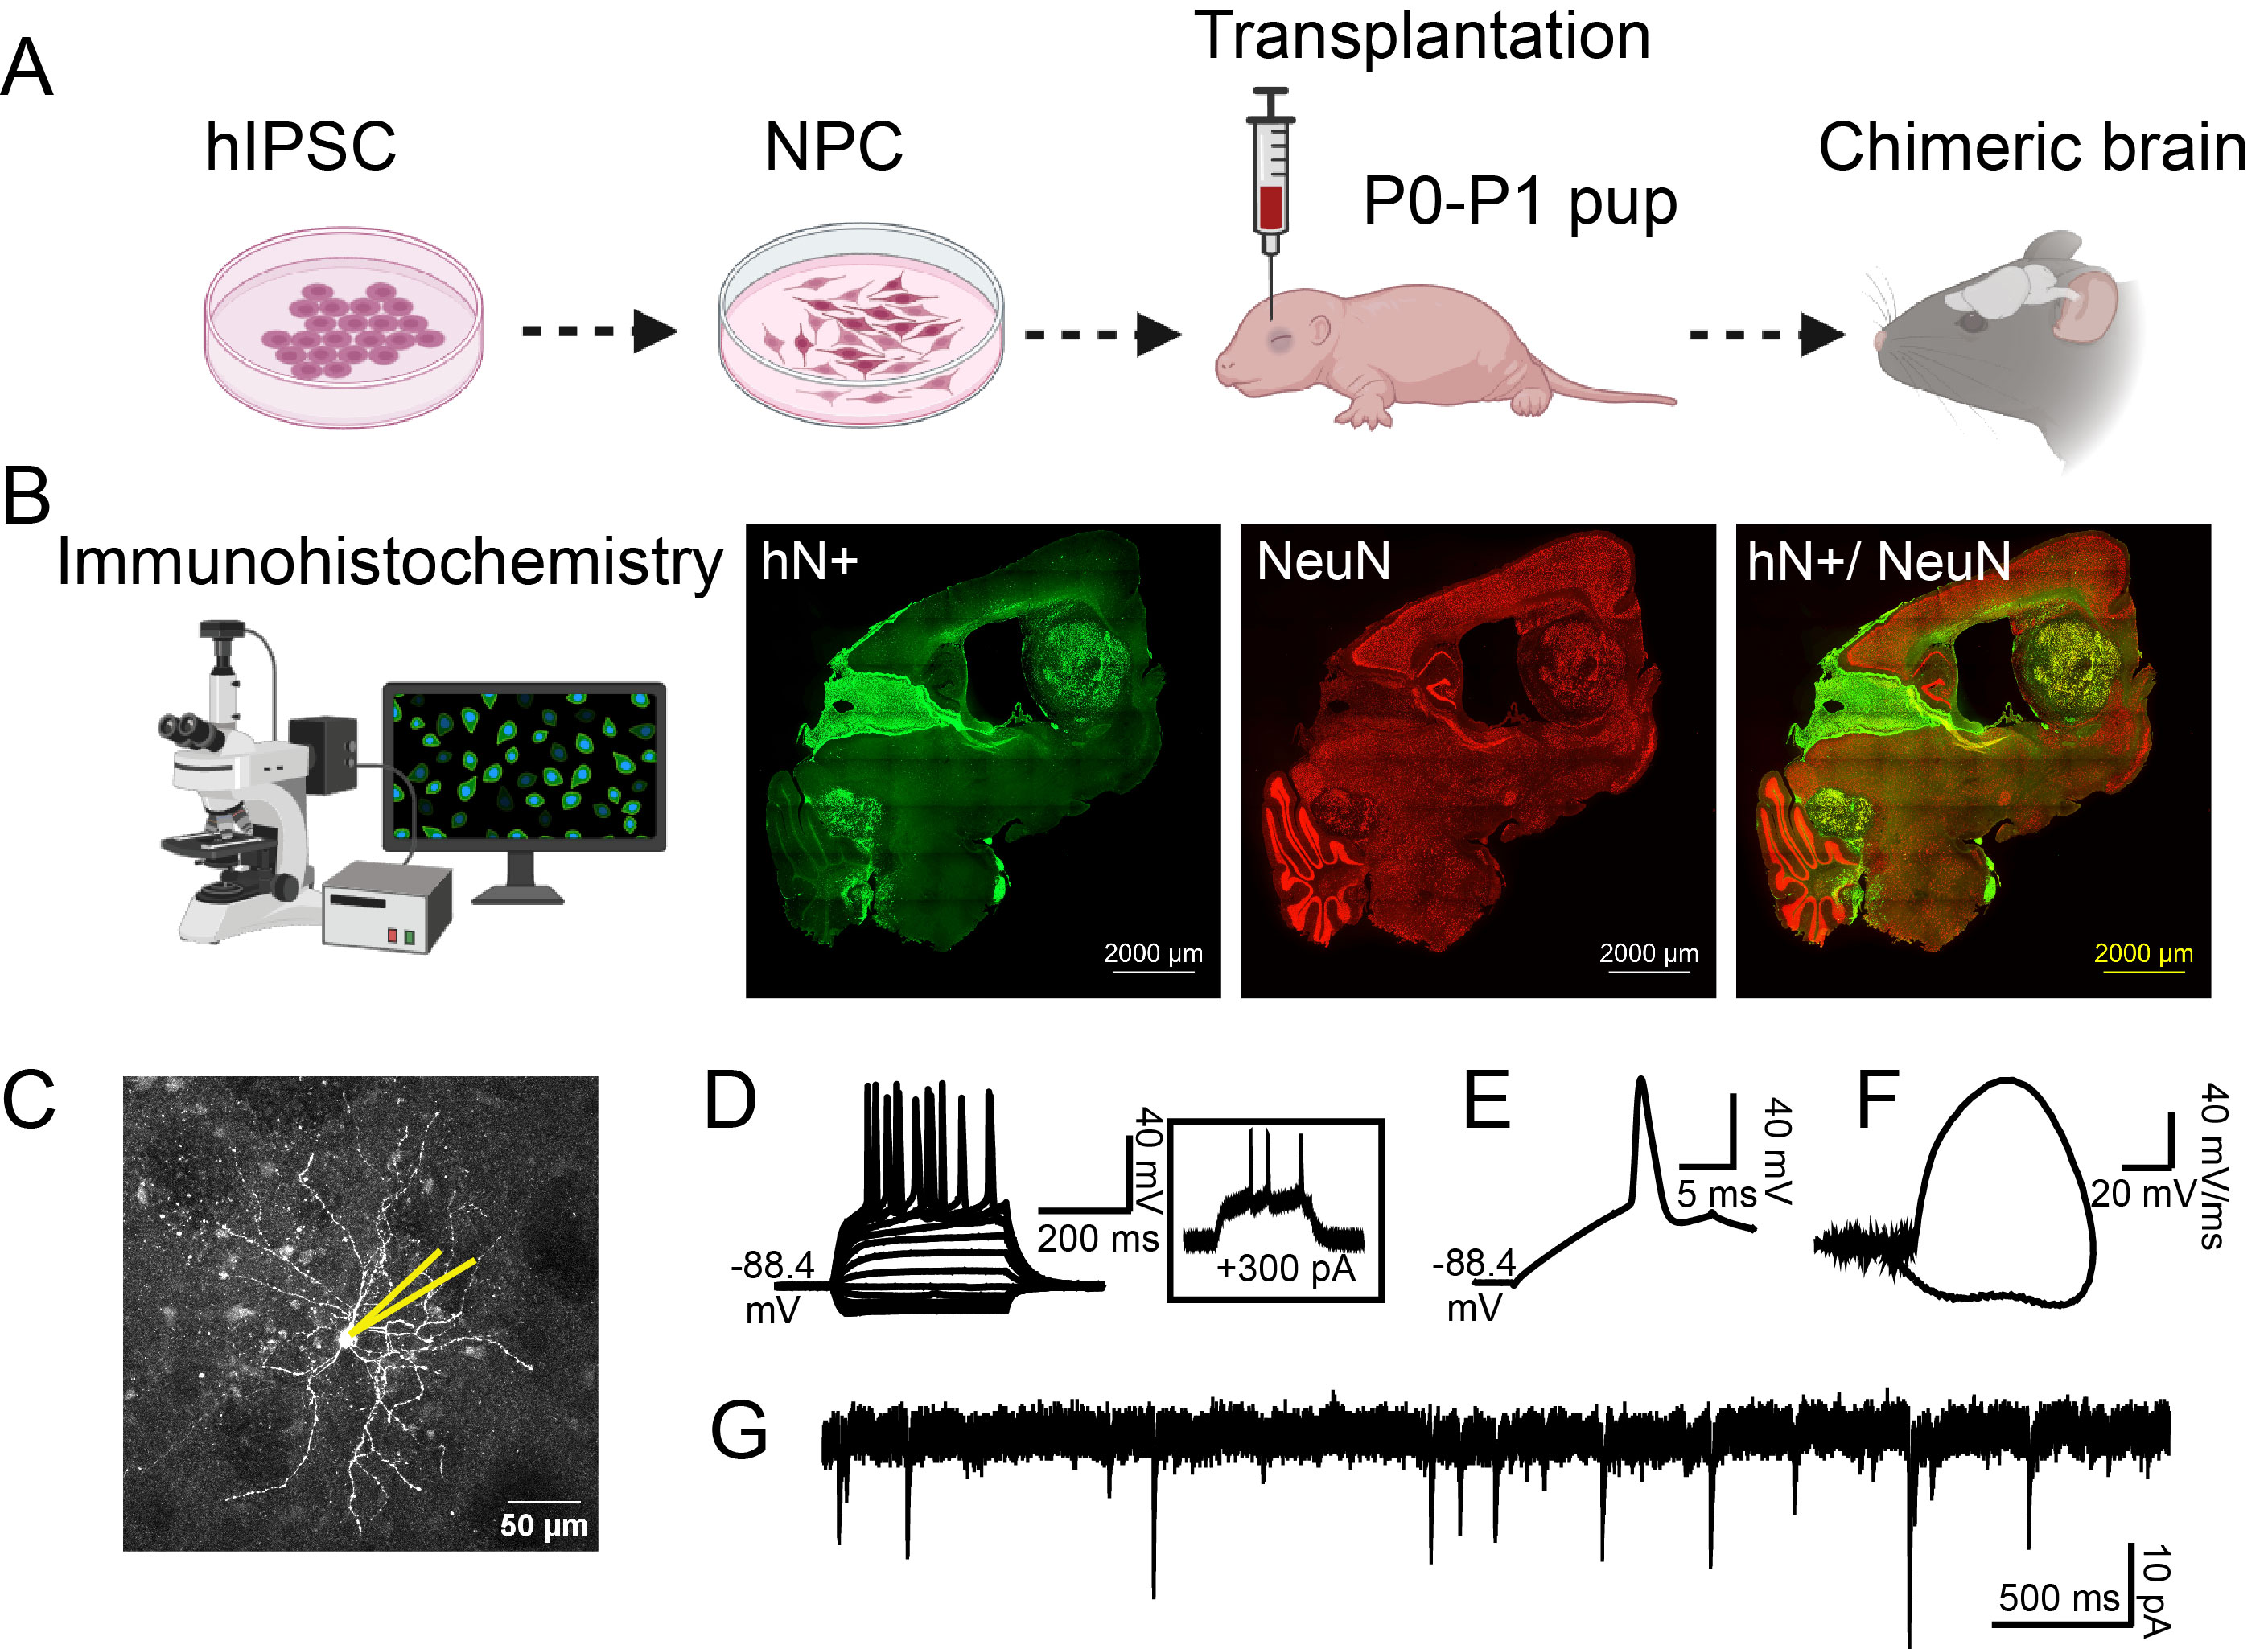 A
hIPSC
NPC
Transplantation
P0-P1 pup
Chimeric brain
B
Immunohistochemistry
hN+
2000 µm
NeuN
2000 µm
hN+/ NeuN
2000 µm
C
50 µm
D
-88.4
mV
40 mV
200 ms
+300 pA
E
-88.4
mV
40 mV
5 ms
F
40 mV/ms
20 mV
G
500 ms
10 pA